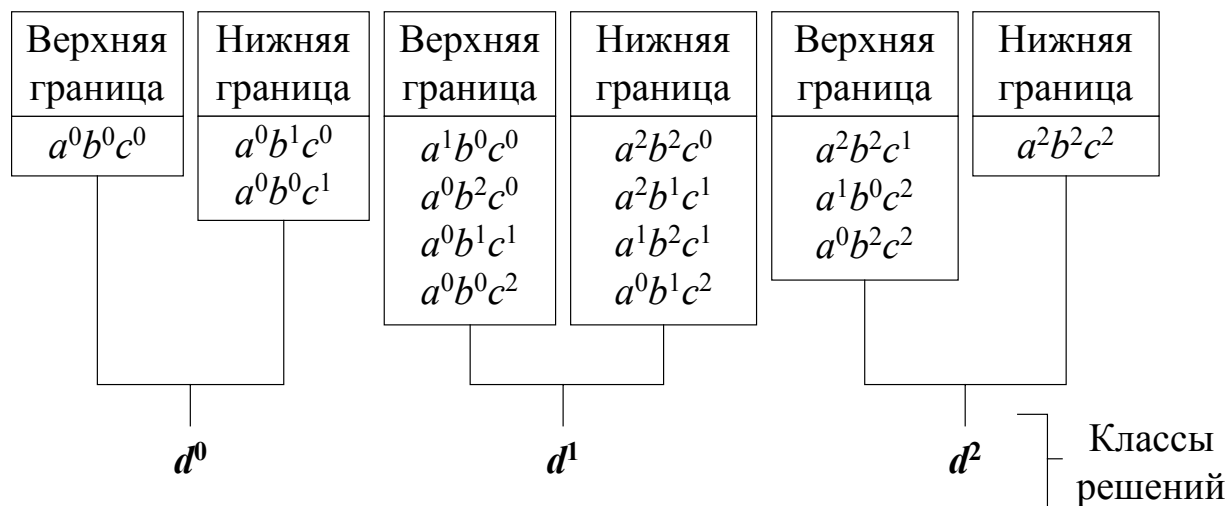 Верхняя
граница
a⁰b⁰c⁰
Нижняя
граница
a⁰b¹c⁰
a⁰b⁰c¹
Верхняя
граница
a¹b⁰c⁰
a⁰b²c⁰
a⁰b¹c¹
a⁰b⁰c²
Нижняя
граница
a²b²c⁰
a²b¹c¹
a¹b²c¹
a⁰b¹c²
Верхняя
граница
a²b²c¹
a¹b⁰c²
a⁰b²c²
Нижняя
граница
a²b²c²
d⁰
d¹
d²
Классы
решений